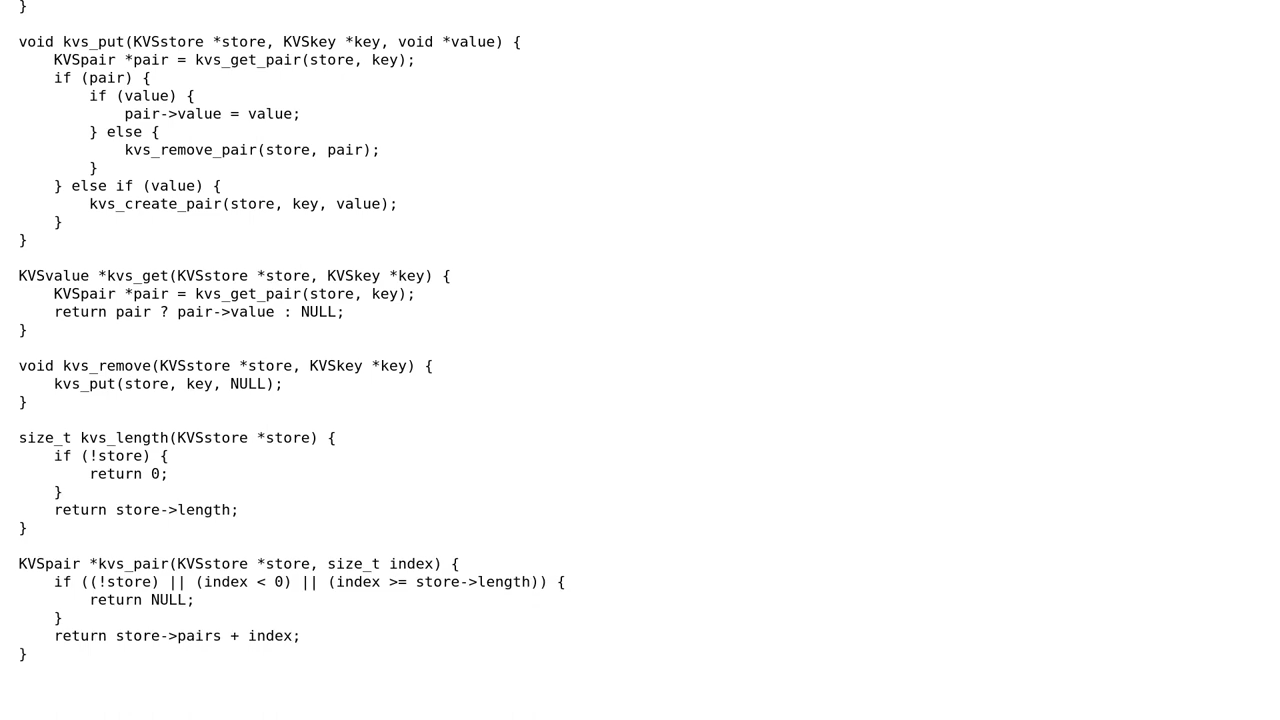 }

void kvs_put(KVSstore *store, KVSkey *key, void *value) {
    KVSpair *pair = kvs_get_pair(store, key);
    if (pair) {
        if (value) {
            pair->value = value;
        } else {
            kvs_remove_pair(store, pair);
        }
    } else if (value) {
        kvs_create_pair(store, key, value);
    }
}

KVSvalue *kvs_get(KVSstore *store, KVSkey *key) {
    KVSpair *pair = kvs_get_pair(store, key);
    return pair ? pair->value : NULL;
}

void kvs_remove(KVSstore *store, KVSkey *key) {
    kvs_put(store, key, NULL);
}

size_t kvs_length(KVSstore *store) {
    if (!store) {
        return 0;
    }
    return store->length;
}

KVSpair *kvs_pair(KVSstore *store, size_t index) {
    if ((!store) || (index < 0) || (index >= store->length)) {
        return NULL;
    }
    return store->pairs + index;
}